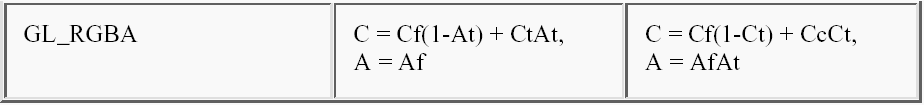 GL_RGBA
C = Cf(1-At) + CtAt,
A = Af
C = Cf(1-Ct) + CcCt,
A = AfAt